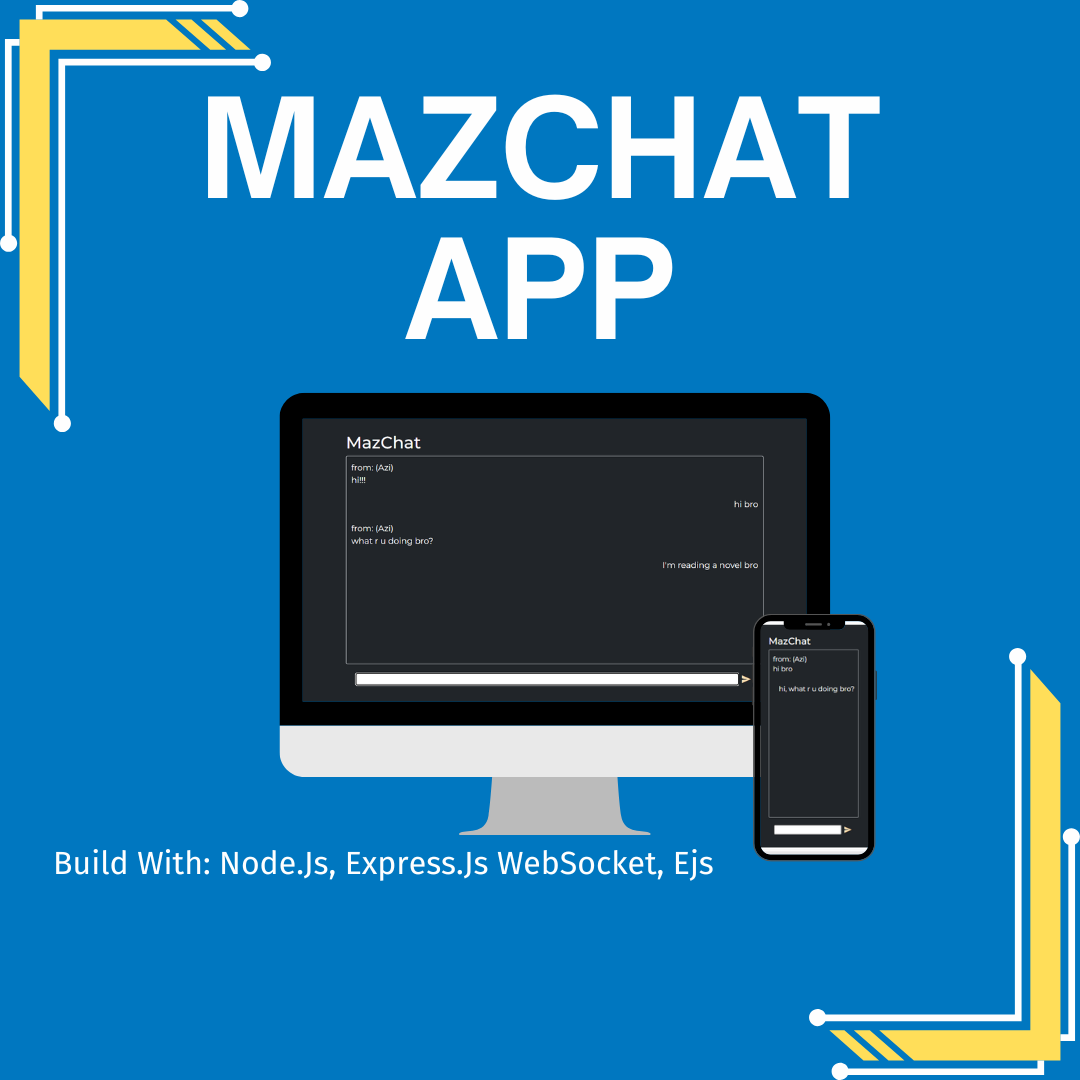 MAZCHAT
APP
MazChat
from: (Azi)
hi!!!
hi bro
from: (Azi)
what r u doing bro?
I'm reading a novel bro
MazChat
from: (Azi)
hi bro
hi, what r u doing bro?
Build With: Node.Js, Express.Js WebSocket, Ejs